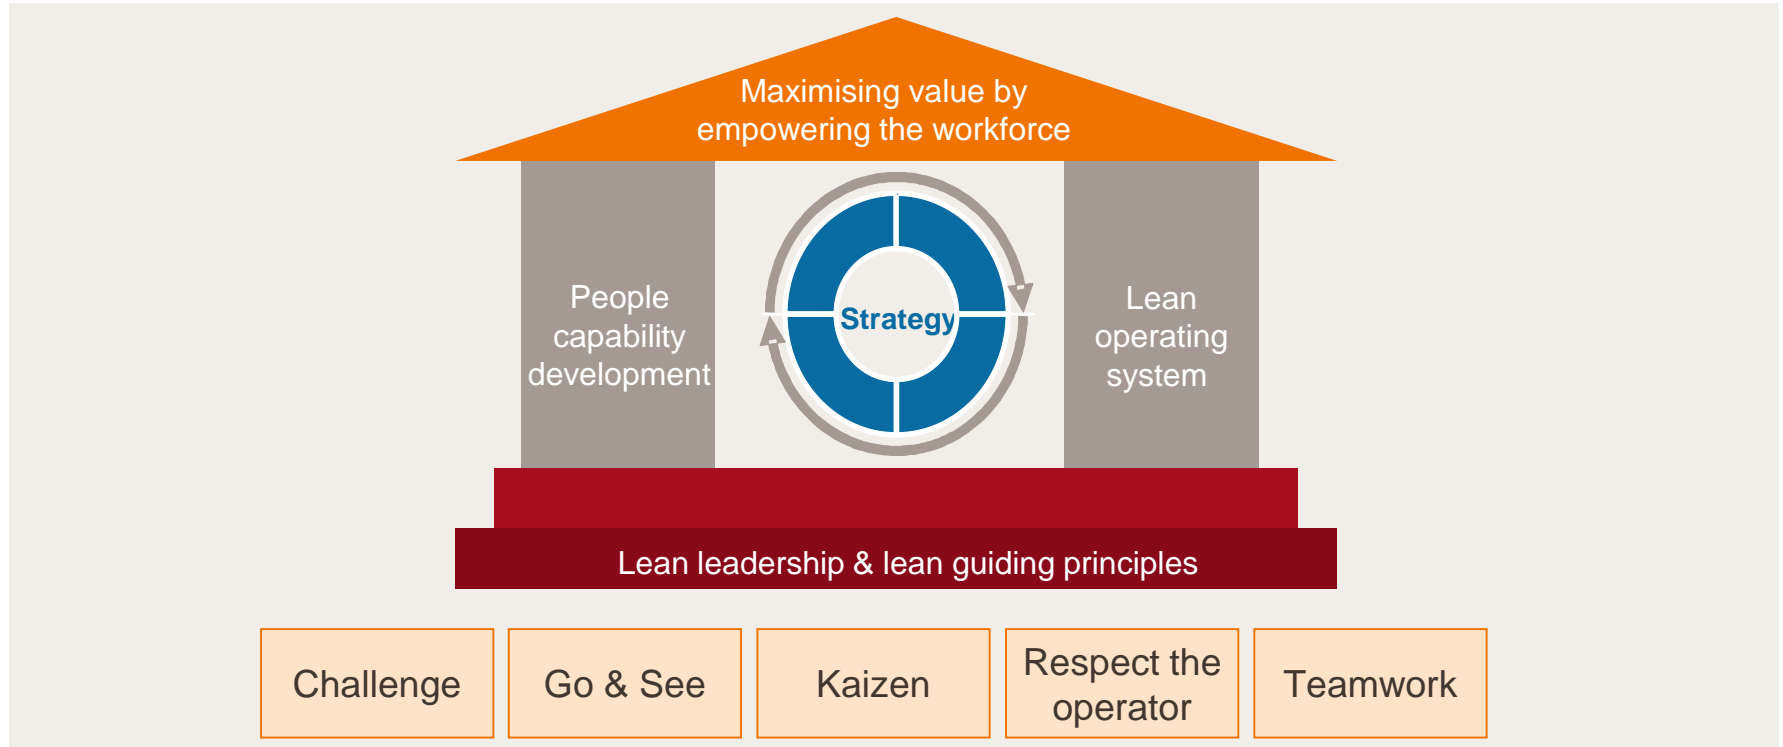 Maximising value by
empowering the workforce
People
capability
development
Strategy
Lean
operating
system
Lean leadership & lean guiding principles
Challenge
Go & See
Kaizen
Respect the
operator
Teamwork